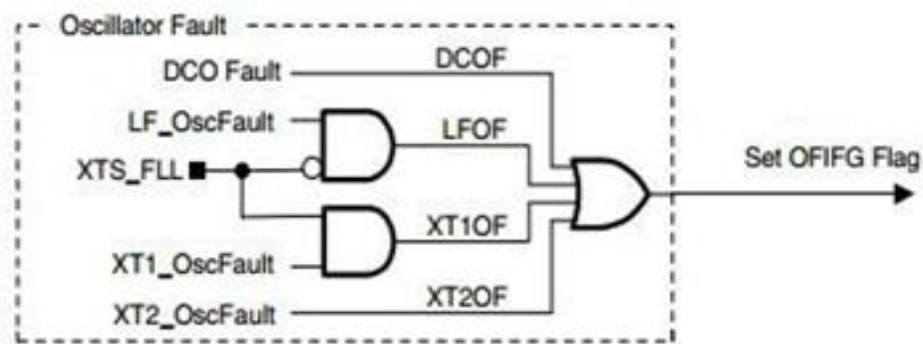 Oscillator Fault
DCO Fault
DCOF
LF_OscFault
LFOF
XTS_FLL
Set OFIFG Flag
XT1OF
XT1_OscFault
XT2OF
XT2_OscFault